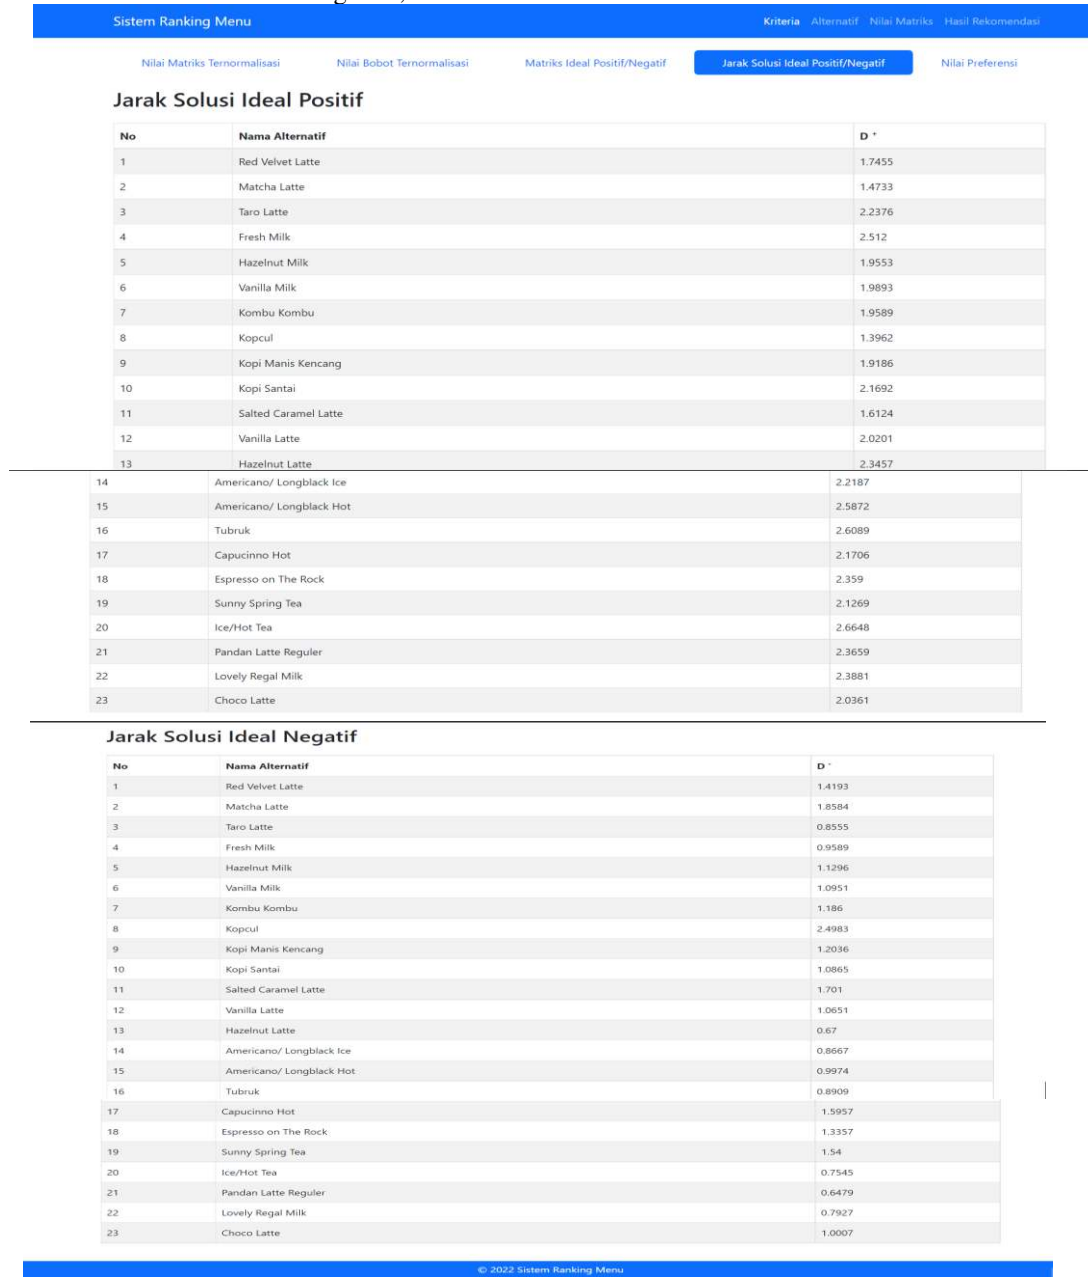 Sistem Ranking Menu Kriteria Alternatif Nilai Matriks Hasil Rekomendasi
Nilai Matriks Ternormalisasi Nilai Bobot Ternormalisasi Matriks Ideal Positif/Negatif Jarak Solusi Ideal Positif/Negatif Nilai Preferensi
Jarak Solusi Ideal Positif
No Nama Alternatif D +
1 Red Velvet Latte 1.7455
2 Matcha Latte 1.4733
3 Taro Latte 2.2376
4 Fresh Milk 2.512
5 Hazelnut Milk 1.9553
6 Vanilla Milk 1.9893
7 Kombu Kombu 1.9589
8 Kopcul 1.3962
9 Kopi Manis Kencang 1.9186
10 Kopi Santai 2.1692
11 Salted Caramel Latte 1.6124
12 Vanilla Latte 2.0201
13 Hazelnut Latte 2.3457
14 Americano/ Longblack Ice 2.2187
15 Americano/ Longblack Hot 2.5872
16 Tubruk 2.6089
17 Capucinno Hot 2.1706
18 Espresso on The Rock 2.359
19 Sunny Spring Tea 2.1269
20 Ice/Hot Tea 2.6648
21 Pandan Latte Reguler 2.3659
22 Lovely Regal Milk 2.3881
23 Choco Latte 2.0361
Jarak Solusi Ideal Negatif
No Nama Alternatif D -
1 Red Velvet Latte 1.4193
2 Matcha Latte 1.8584
3 Taro Latte 0.8555
4 Fresh Milk 0.9589
5 Hazelnut Milk 1.1296
6 Vanilla Milk 1.0951
7 Kombu Kombu 1.186
8 Kopcul 2.4983
9 Kopi Manis Kencang 1.2036
10 Kopi Santai 1.0865
11 Salted Caramel Latte 1.701
12 Vanilla Latte 1.0651
13 Hazelnut Latte 0.67
14 Americano/ Longblack Ice 0.8667
15 Americano/ Longblack Hot 0.9974
16 Tubruk 0.8909
17 Capucinno Hot 1.5957
18 Espresso on The Rock 1.3357
19 Sunny Spring Tea 1.54
20 Ice/Hot Tea 0.7545
21 Pandan Latte Reguler 0.6479
22 Lovely Regal Milk 0.7927
23 Choco Latte 1.0007
© 2022 Sistem Ranking Menu